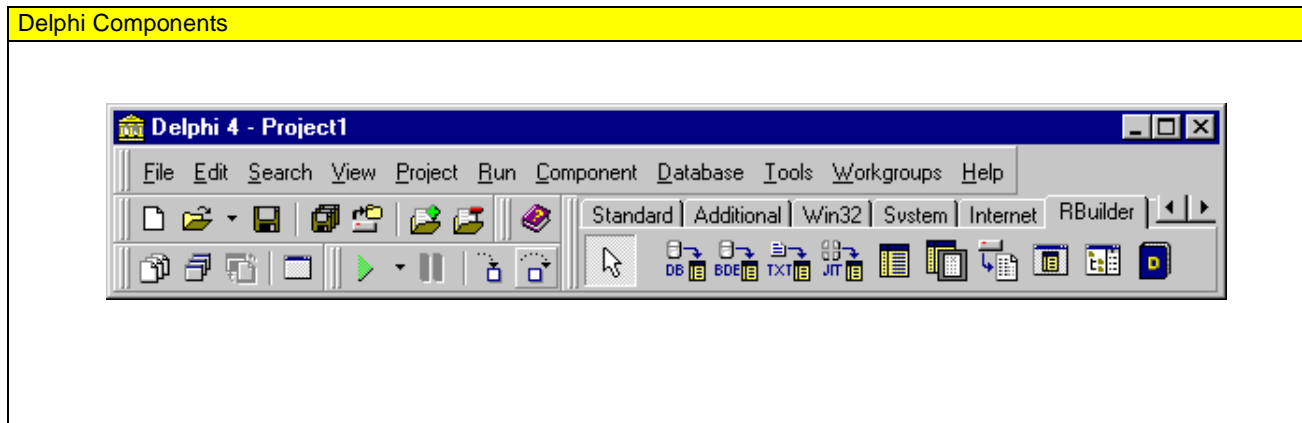 Delphi Components
Delphi 4 - Project1
File Edit Search View Project Run Component Database Tools Workgroups Help
Standard Additional Win32 System Internet RBuilder
DB BDE TXT JIT
D